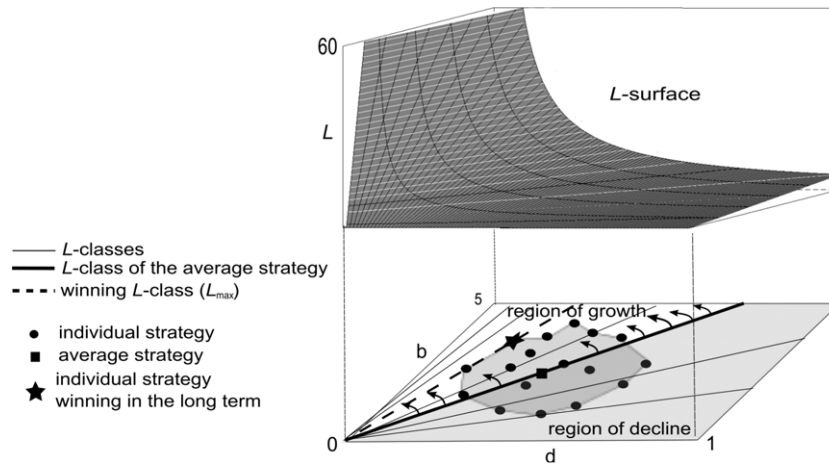 60
L
L-surface
L-classes
L-class of the average strategy
winning L-class (Lmax)
individual strategy
average strategy
individual strategy
winning in the long term
5
region of growth
b
region of decline
0
1
d